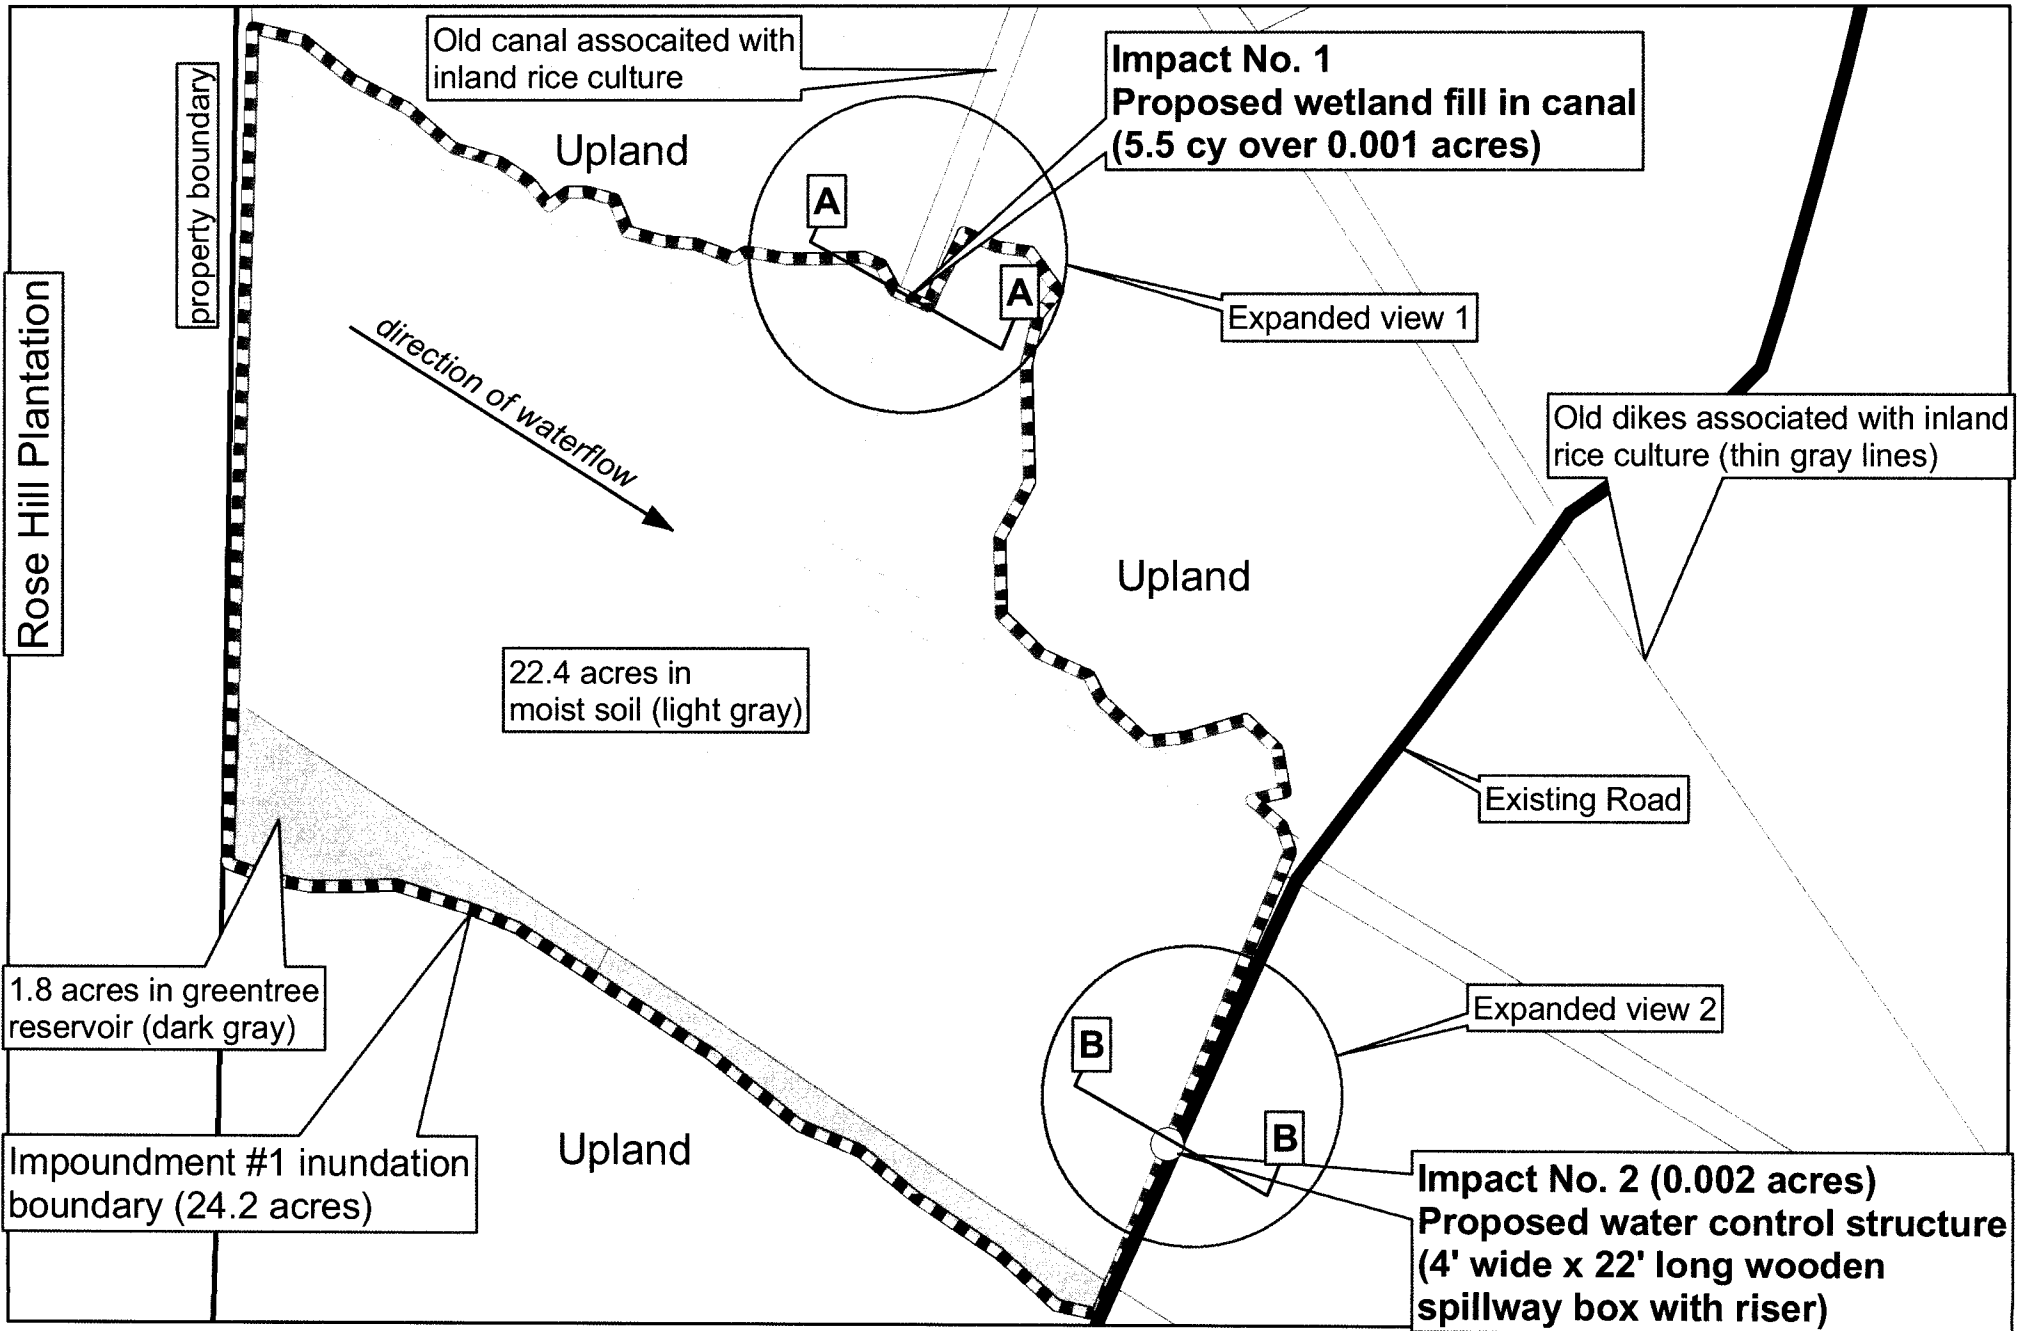 Old canal assocaited with
inland rice culture
Impact No. 1
Proposed wetland fill in canal
(5.5 cy over 0.001 acres)
property boundary
Upland
A
A
Expanded view 1
Rose Hill Plantation
direction of waterflow
Old dikes associated with inland
rice culture (thin gray lines)
Upland
22.4 acres in
moist soil (light gray)
Existing Road
1.8 acres in greentree
reservoir (dark gray)
Expanded view 2
B
B
Upland
Impoundment #1 inundation
boundary (24.2 acres)
Impact No. 2 (0.002 acres)
Proposed water control structure
(4' wide x 22' long wooden
spillway box with riser)